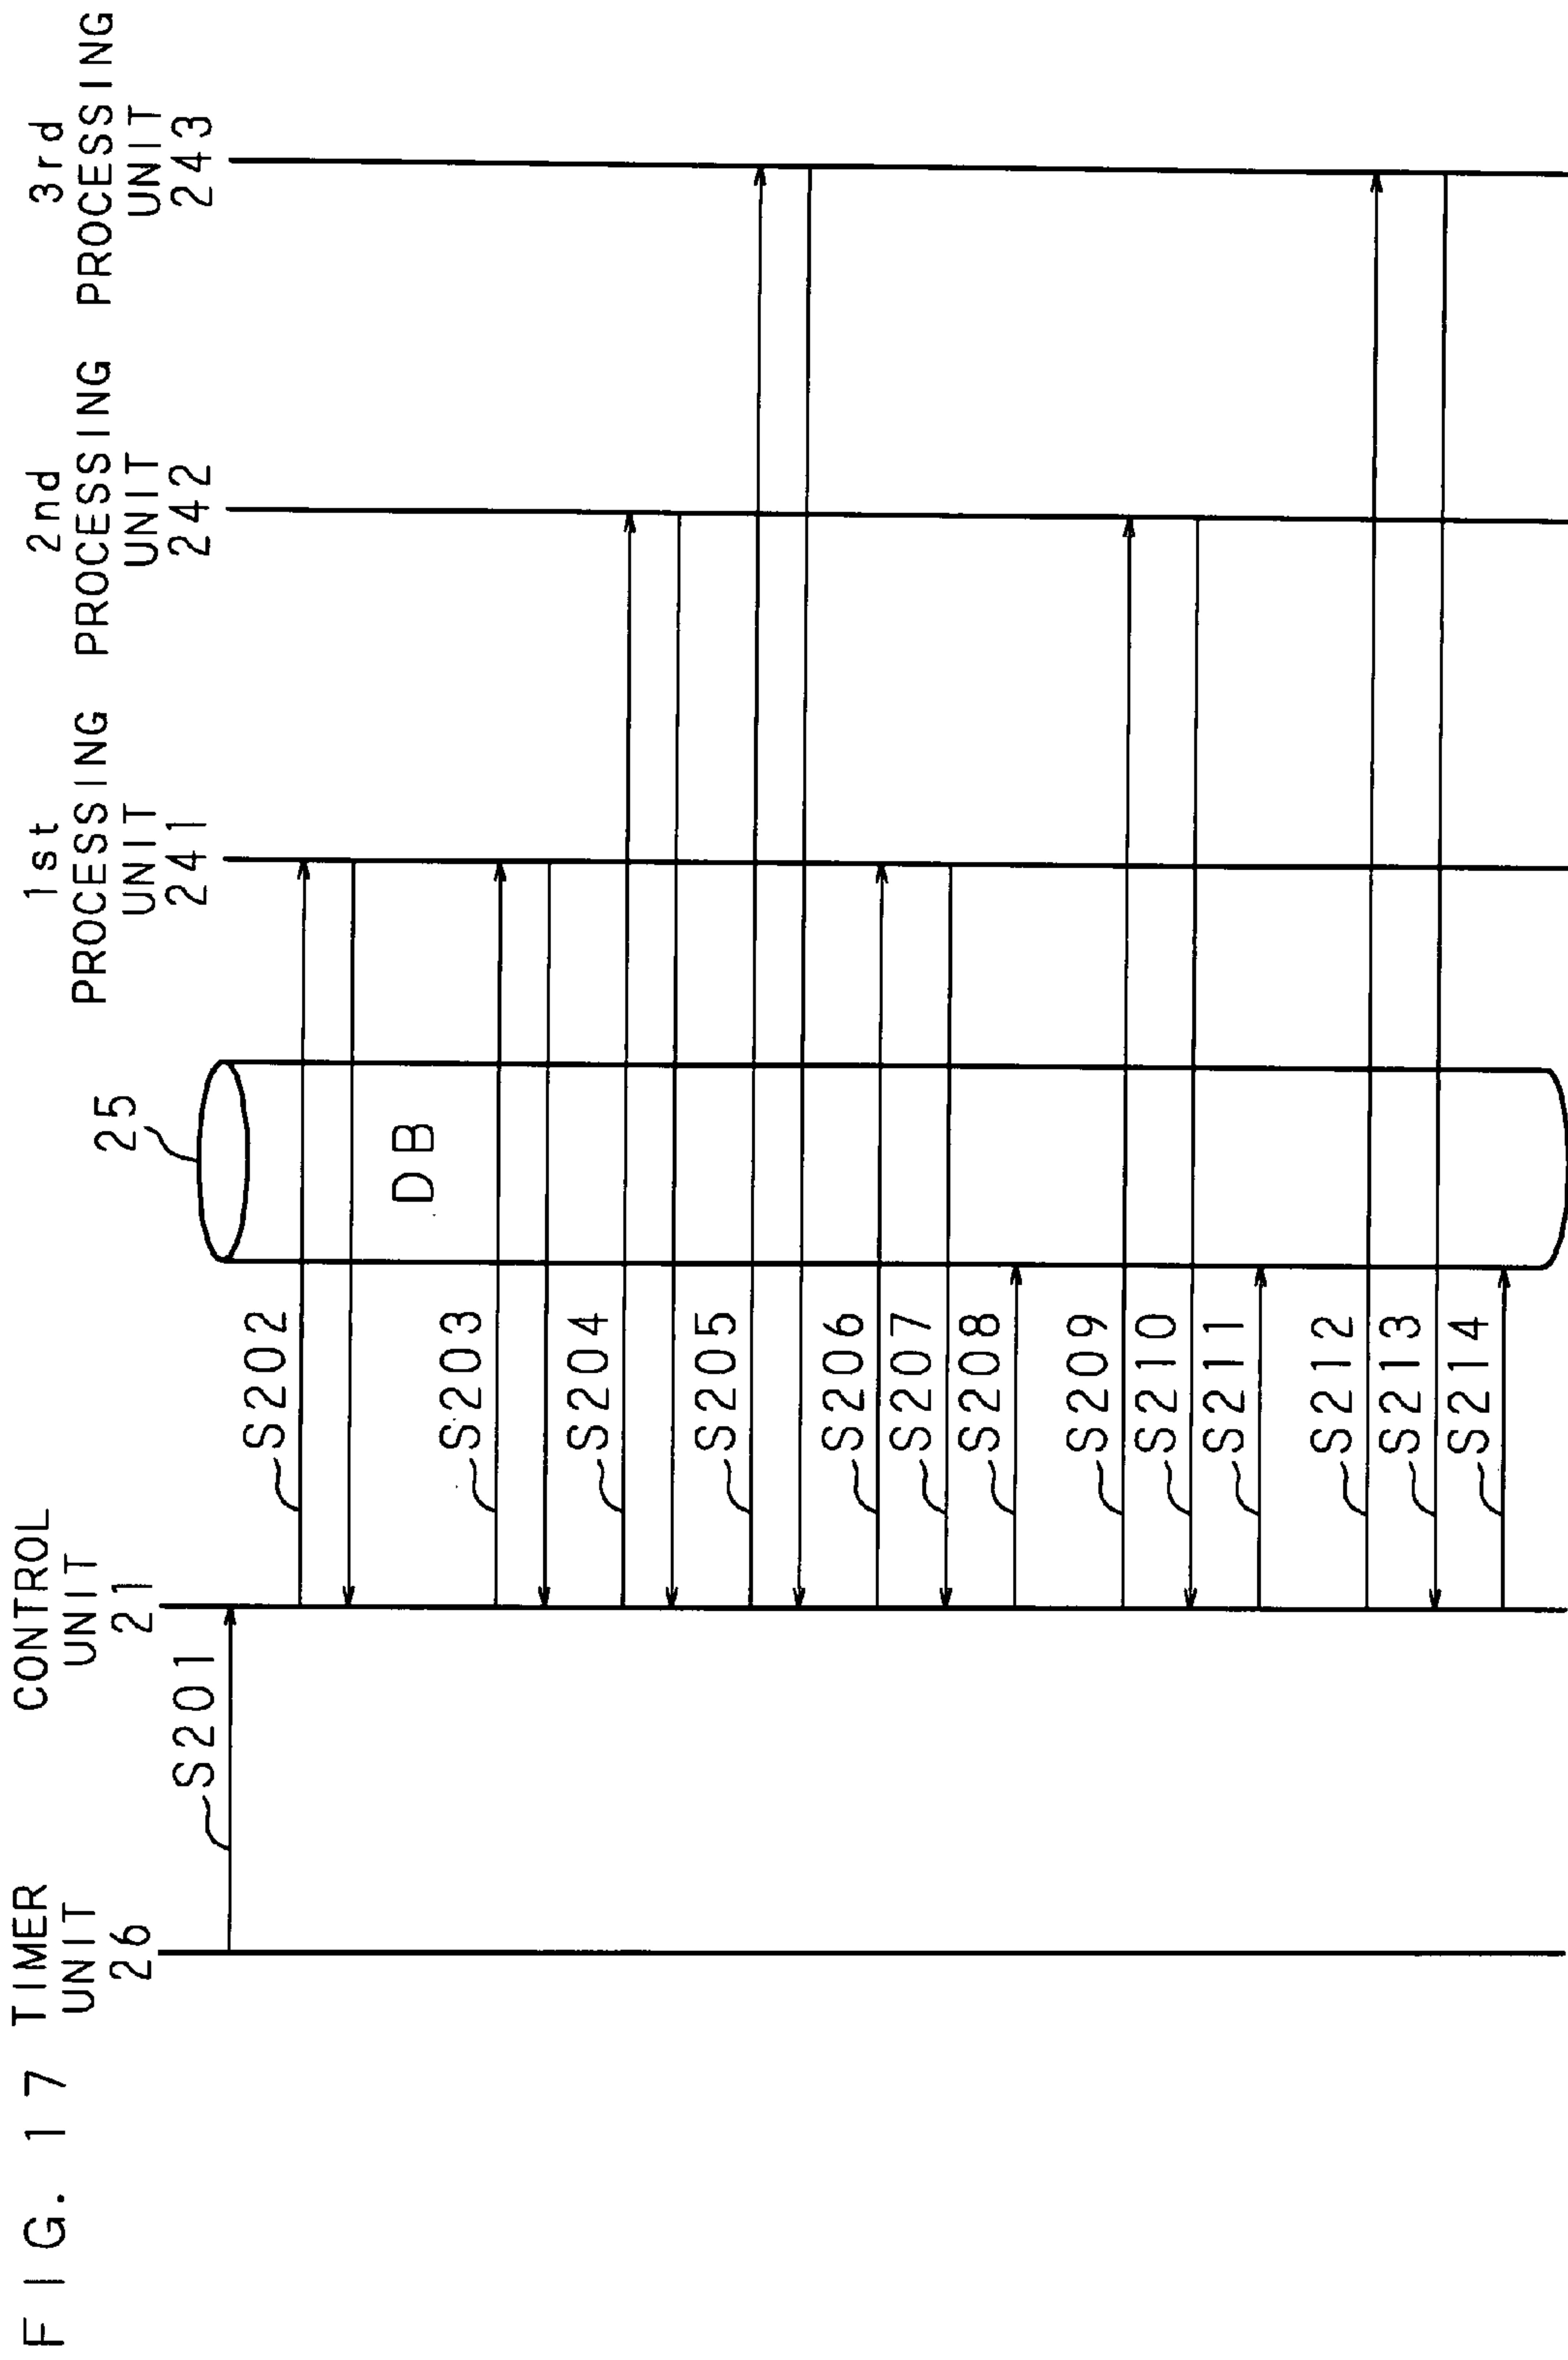 FIG. 17
TIMER
UNIT
26
CONTROL
UNIT
21
25
1st
PROCESSING
UNIT
241
2nd
PROCESSING
UNIT
242
3rd
PROCESSING
UNIT
243
S201
S202
DB
S203
S204
S205
S206
S207
S208
S209
S210
S211
S212
S213
S214